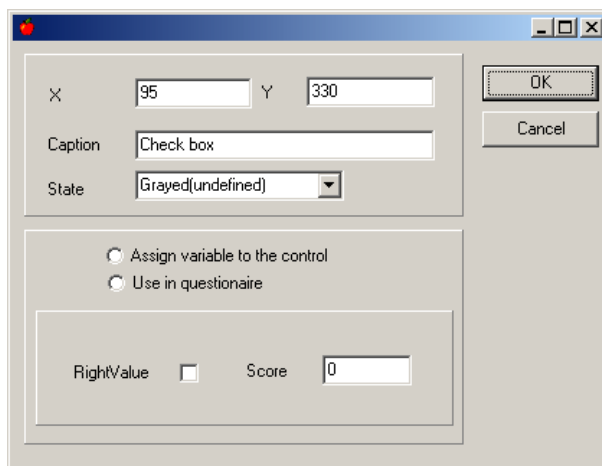 X 95 Y 330
OK
Caption Check box
Cancel
State Grayed(undefined)
Assign variable to the control
Use in questionaire
RightValue Score 0